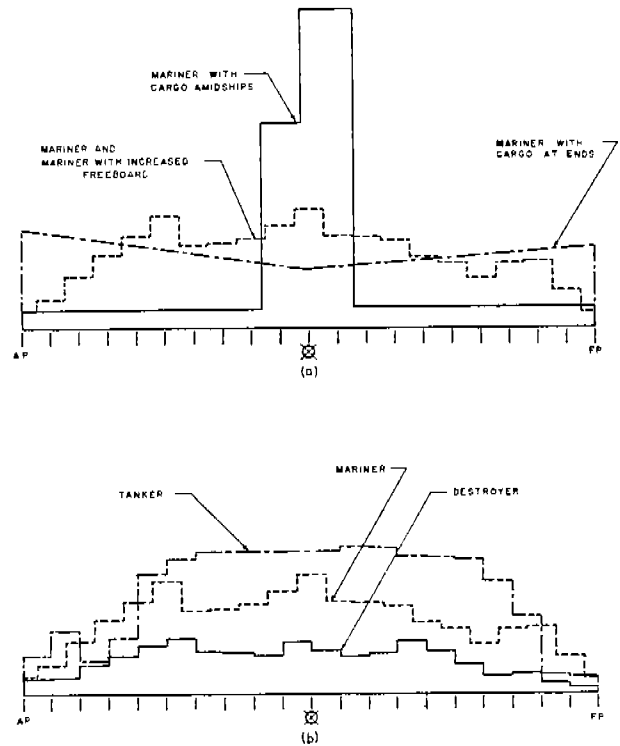 MARINER WITH
CARGO AMIDSHIPS
MARINER AND
MARINER WITH INCREASED
FREEBOARD
MARINER WITH
CARGO AT ENDS
AP
FP
(a)
TANKER
MARINER
DESTROYER
AP
FP
(b)